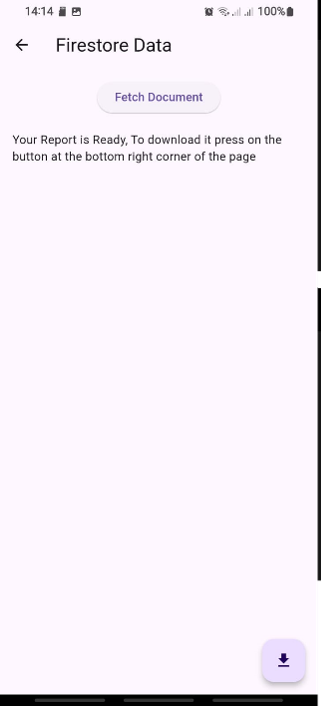 14:14 100%
Firestore Data
Fetch Document
Your Report is Ready, To download it press on the
button at the bottom right corner of the page